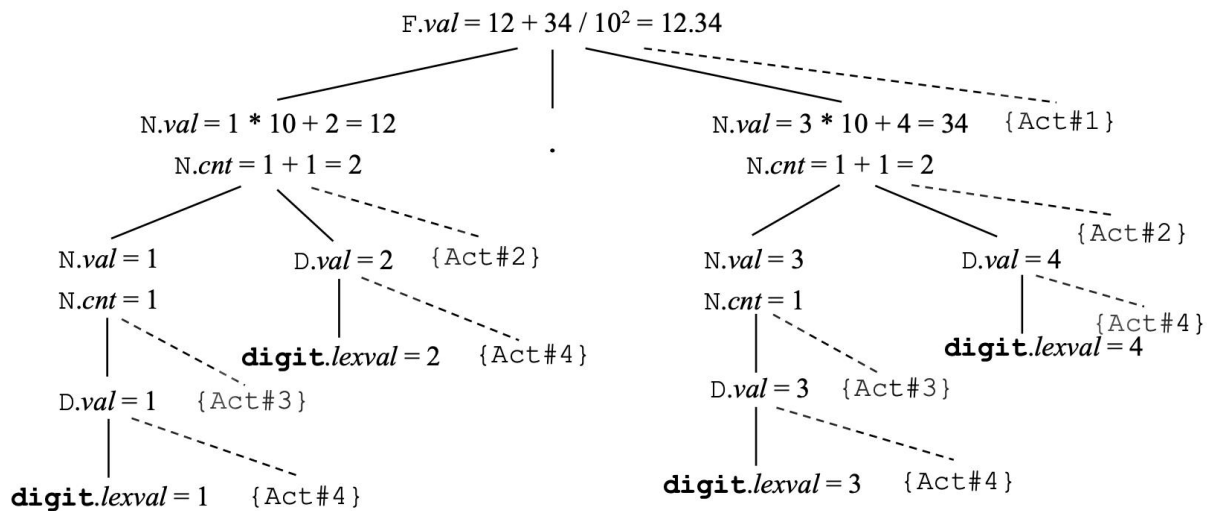 F.val = 12 + 34 / 10² = 12.34
N.val = 1 * 10 + 2 = 12 . N.val = 3 * 10 + 4 = 34 {Act#1}
N.cnt = 1 + 1 = 2 N.cnt = 1 + 1 = 2
{Act#2}
N.val = 1 D.val = 2 {Act#2} N.val = 3 D.val = 4
N.cnt = 1 N.cnt = 1
{Act#4}
digit.lexval = 2 {Act#4} digit.lexval = 4
D.val = 1 {Act#3} D.val = 3 {Act#3}
digit.lexval = 1 {Act#4} digit.lexval = 3 {Act#4}